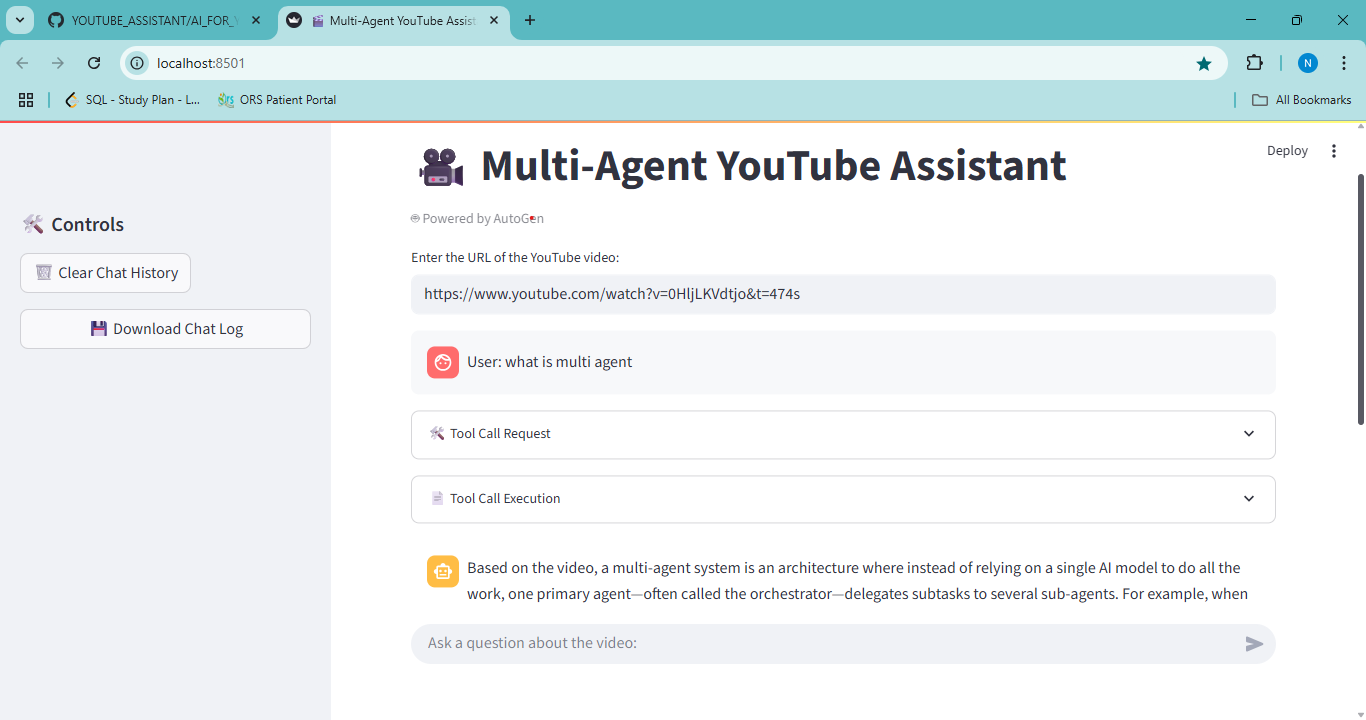 YOUTUBE_ASSISTANT/AI_FOR_
Multi-Agent YouTube Assist
localhost:8501
N
SQL - Study Plan - L...
ORS Patient Portal
All Bookmarks
Deploy
Controls
Clear Chat History
Download Chat Log
Multi-Agent YouTube Assistant
Powered by AutoGen
Enter the URL of the YouTube video:
https://www.youtube.com/watch?v=0HljLKVdtjo&t=474s
User: what is multi agent
Tool Call Request
Tool Call Execution
Based on the video, a multi-agent system is an architecture where instead of relying on a single AI model to do all the
work, one primary agent—often called the orchestrator—delegates subtasks to several sub-agents. For example, when
Ask a question about the video: